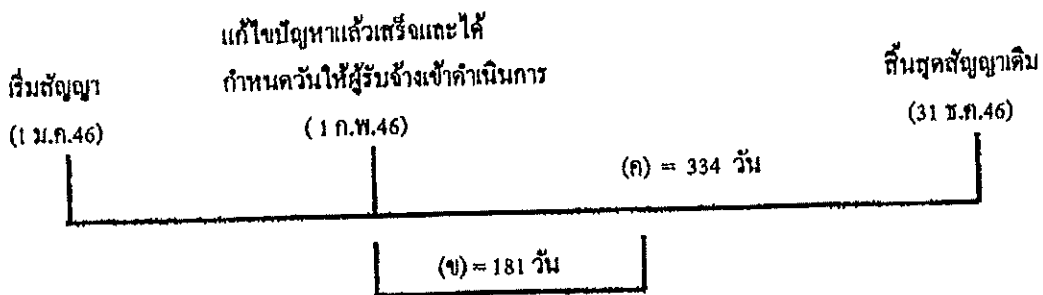 แก้ไขปัญหาแล้วเสร็จและได้
เริ่มสัญญา กำหนดวันให้ผู้รับจ้างเข้าดำเนินการ สิ้นสุดสัญญาเดิม
(1 ม.ค.46) (1 ก.พ.46) (31 ธ.ค.46)
(ค) = 334 วัน
(ข) = 181 วัน